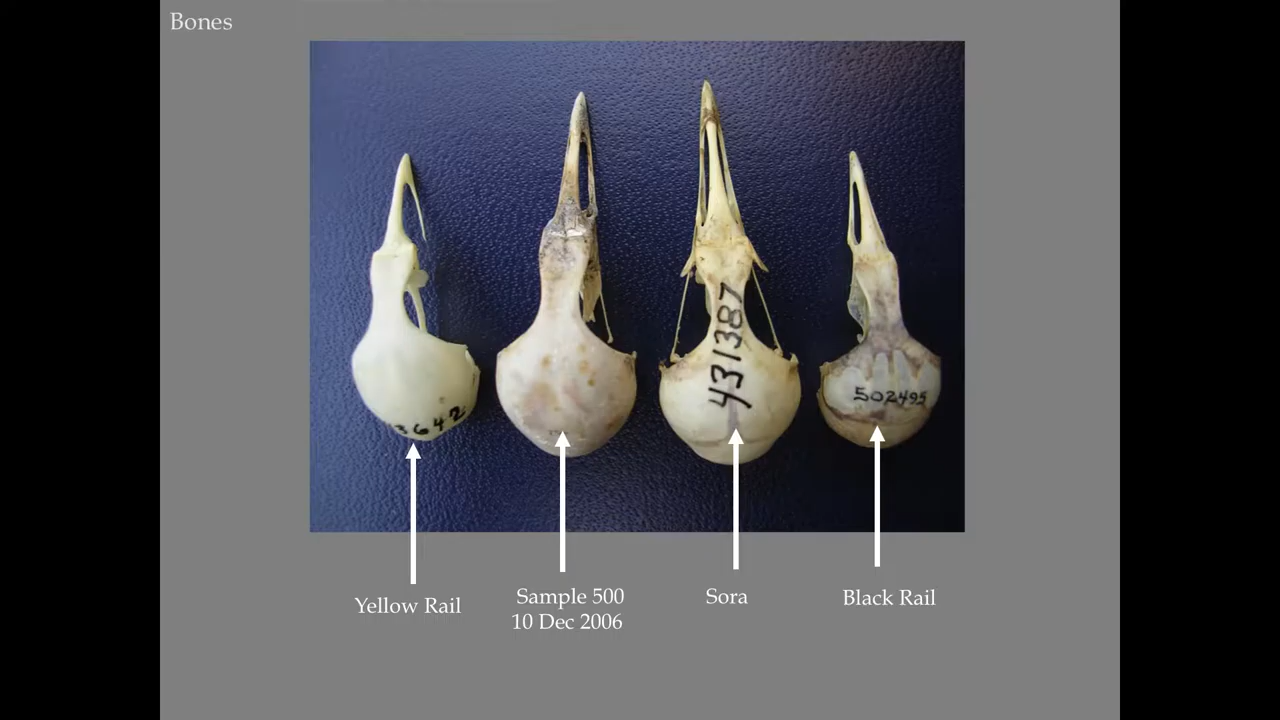 Bones
3642
431387
502495
Yellow Rail
Sample 500
10 Dec 2006
Sora
Black Rail